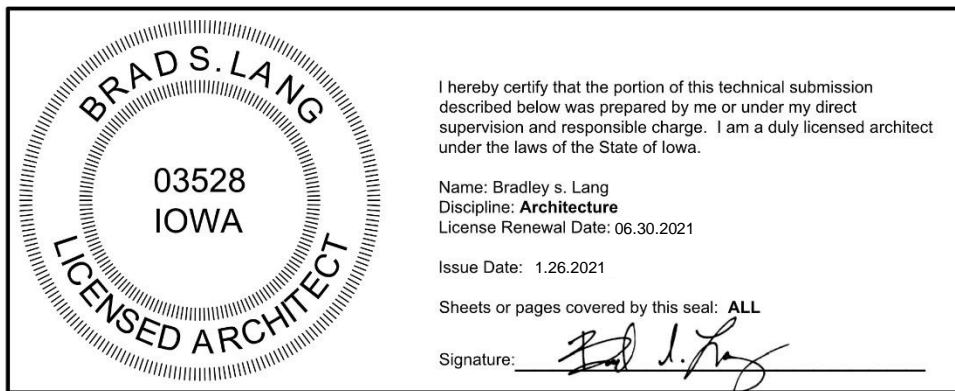 BRAD S. LANG
03528
IOWA
LICENSED ARCHITECT
I hereby certify that the portion of this technical submission
described below was prepared by me or under my direct
supervision and responsible charge. I am a duly licensed architect
under the laws of the State of Iowa.
Name: Bradley s. Lang
Discipline: Architecture
License Renewal Date: 06.30.2021
Issue Date: 1.26.2021
Sheets or pages covered by this seal: ALL
Signature: Brad S. Lang